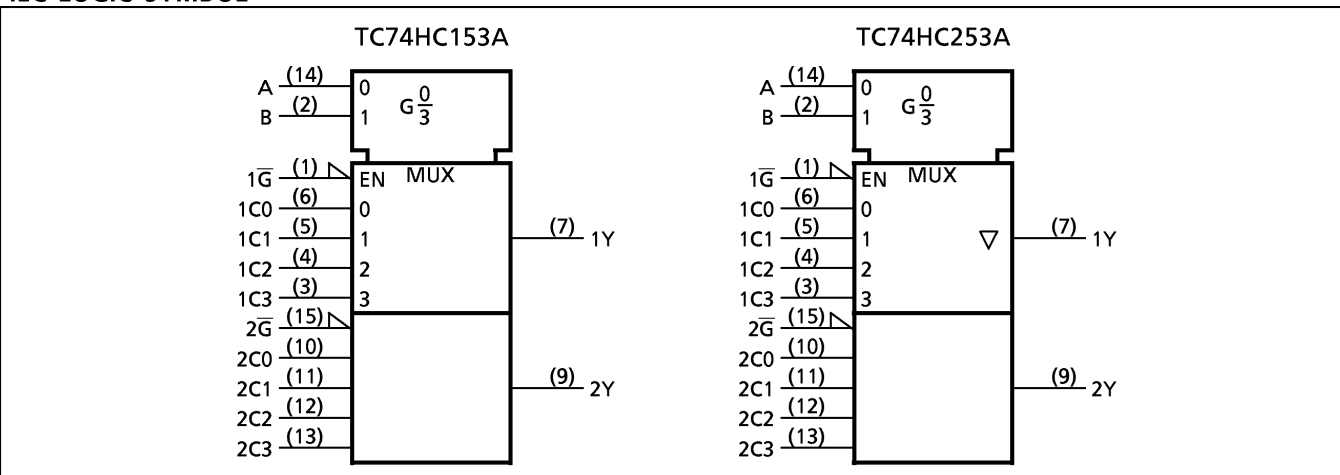 TC74HC153A
A (14) 0
B (2) 1
G 0/3
1G̅ (1) EN MUX
1C0 (6) 0
1C1 (5) 1
(7) 1Y
1C2 (4) 2
1C3 (3) 3
2G̅ (15)
2C0 (10)
2C1 (11)
(9) 2Y
2C2 (12)
2C3 (13)
TC74HC253A
A (14) 0
B (2) 1
G 0/3
1G̅ (1) EN MUX
1C0 (6) 0
1C1 (5) 1
▽ (7) 1Y
1C2 (4) 2
1C3 (3) 3
2G̅ (15)
2C0 (10)
2C1 (11)
(9) 2Y
2C2 (12)
2C3 (13)